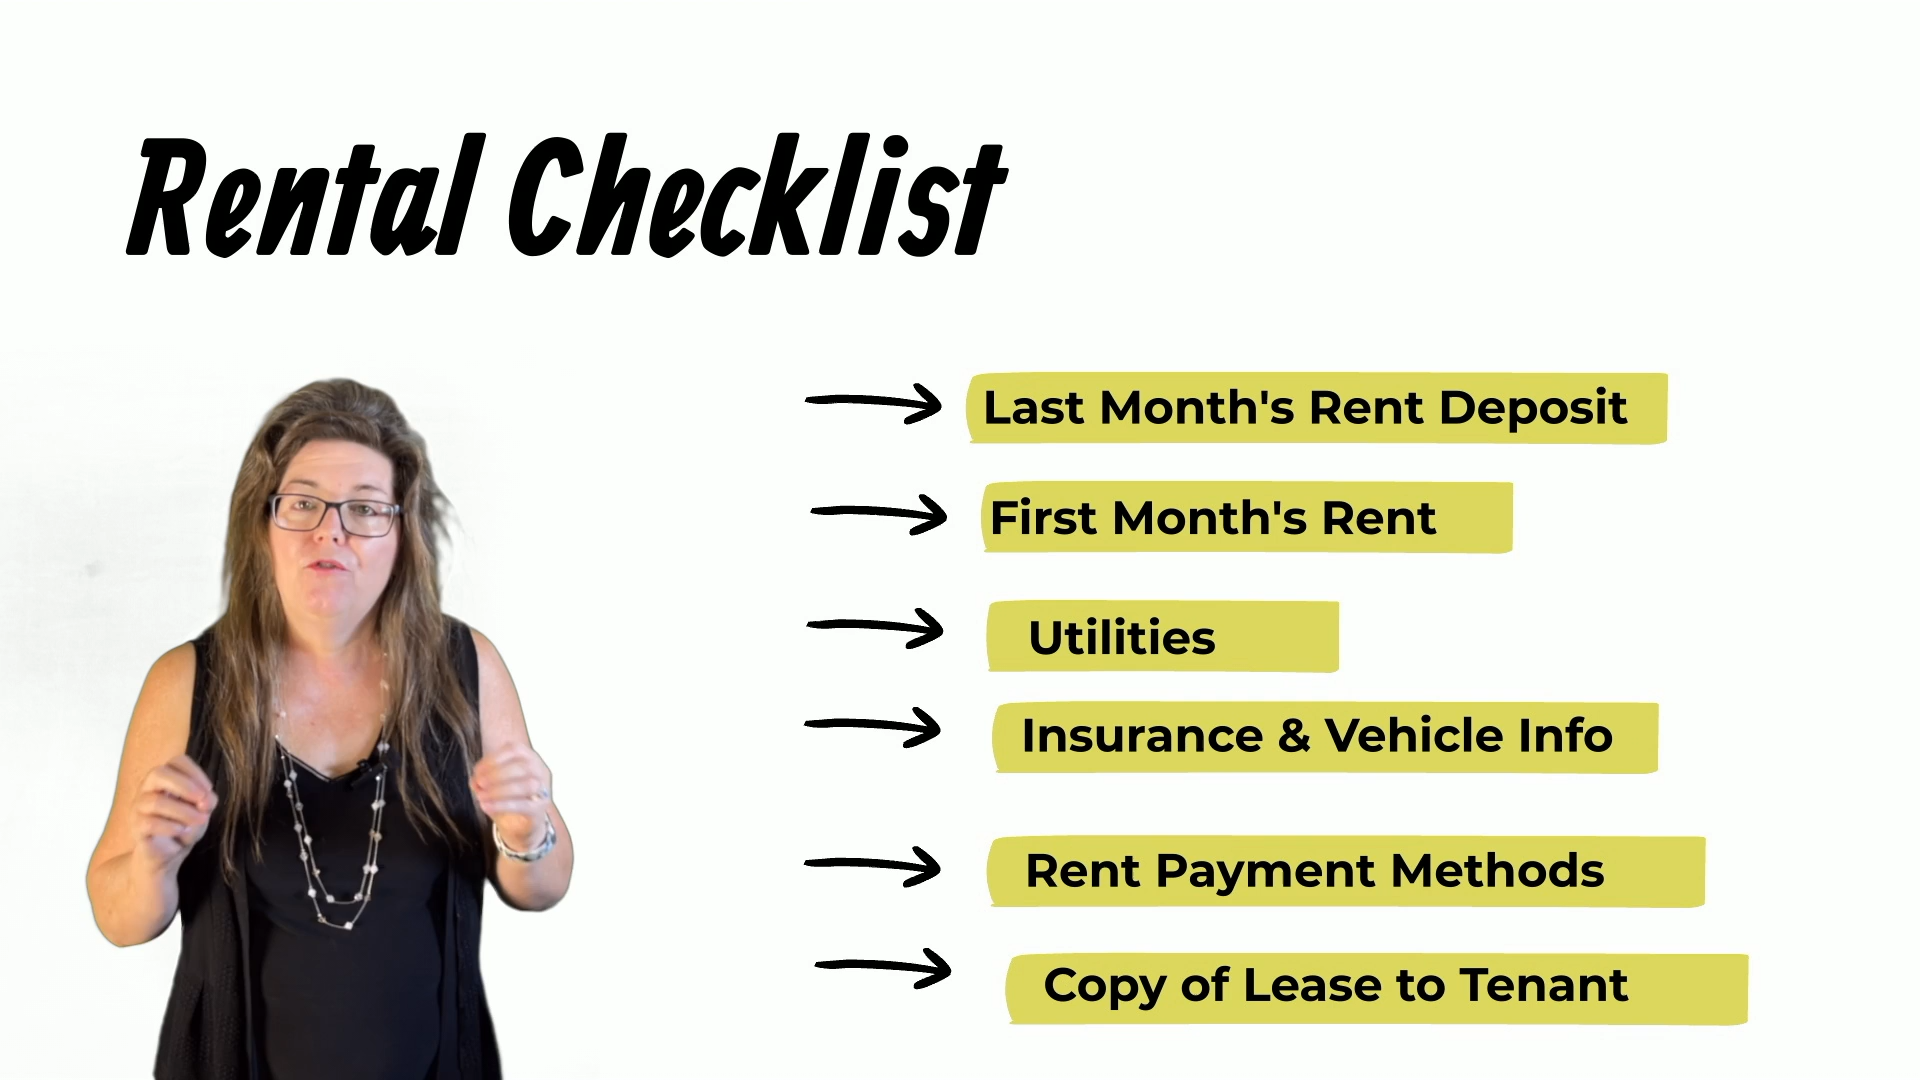 Rental Checklist
Last Month's Rent Deposit
First Month's Rent
Utilities
Insurance & Vehicle Info
Rent Payment Methods
Copy of Lease to Tenant